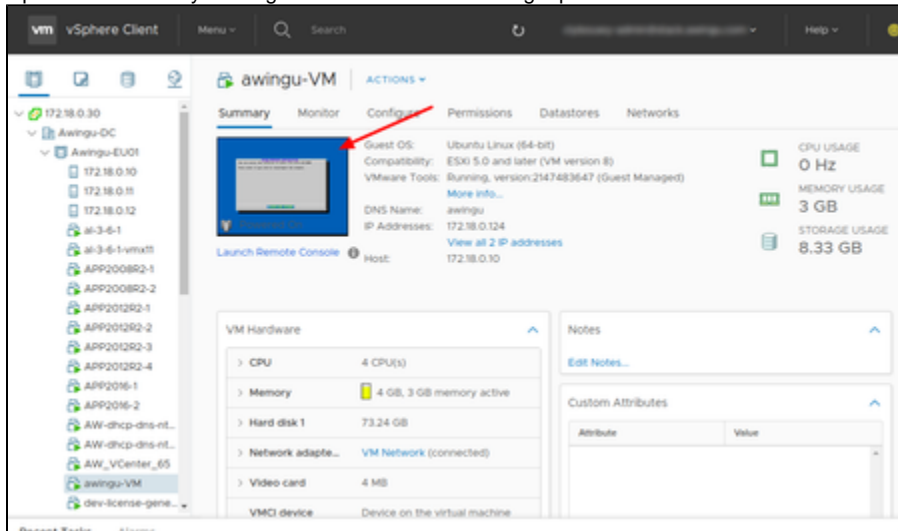 vm vSphere Client Menu Search Help
awingu-VM ACTIONS
Summary Monitor Configure Permissions Datastores Networks
172.18.0.30
Awingu-DC
Awingu-EU01
172.18.0.10
172.18.0.11
172.18.0.12
al-3-6-1
al-3-6-1-vmx11
APP2008R2-1
APP2008R2-2
APP2012R2-1
APP2012R2-2
APP2012R2-3
APP2012R2-4
APP2016-1
APP2016-2
AW-dhcp-dns-nt...
AW-dhcp-dns-nt...
AW_VCenter_65
awingu-VM
dev-license-gene...
Powered On
Launch Remote Console
Guest OS: Ubuntu Linux (64-bit)
Compatibility: ESXi 5.0 and later (VM version 8)
VMware Tools: Running, version:2147483647 (Guest Managed)
More info...
DNS Name: awingu
IP Addresses: 172.18.0.124
View all 2 IP addresses
Host: 172.18.0.10
CPU USAGE
0 Hz
MEMORY USAGE
3 GB
STORAGE USAGE
8.33 GB
VM Hardware
> CPU 4 CPU(s)
> Memory 4 GB, 3 GB memory active
> Hard disk 1 73.24 GB
> Network adapte... VM Network (connected)
> Video card 4 MB
VMCI device Device on the virtual machine
Notes
Edit Notes...
Custom Attributes
Attribute Value
Recent Tasks Alarms